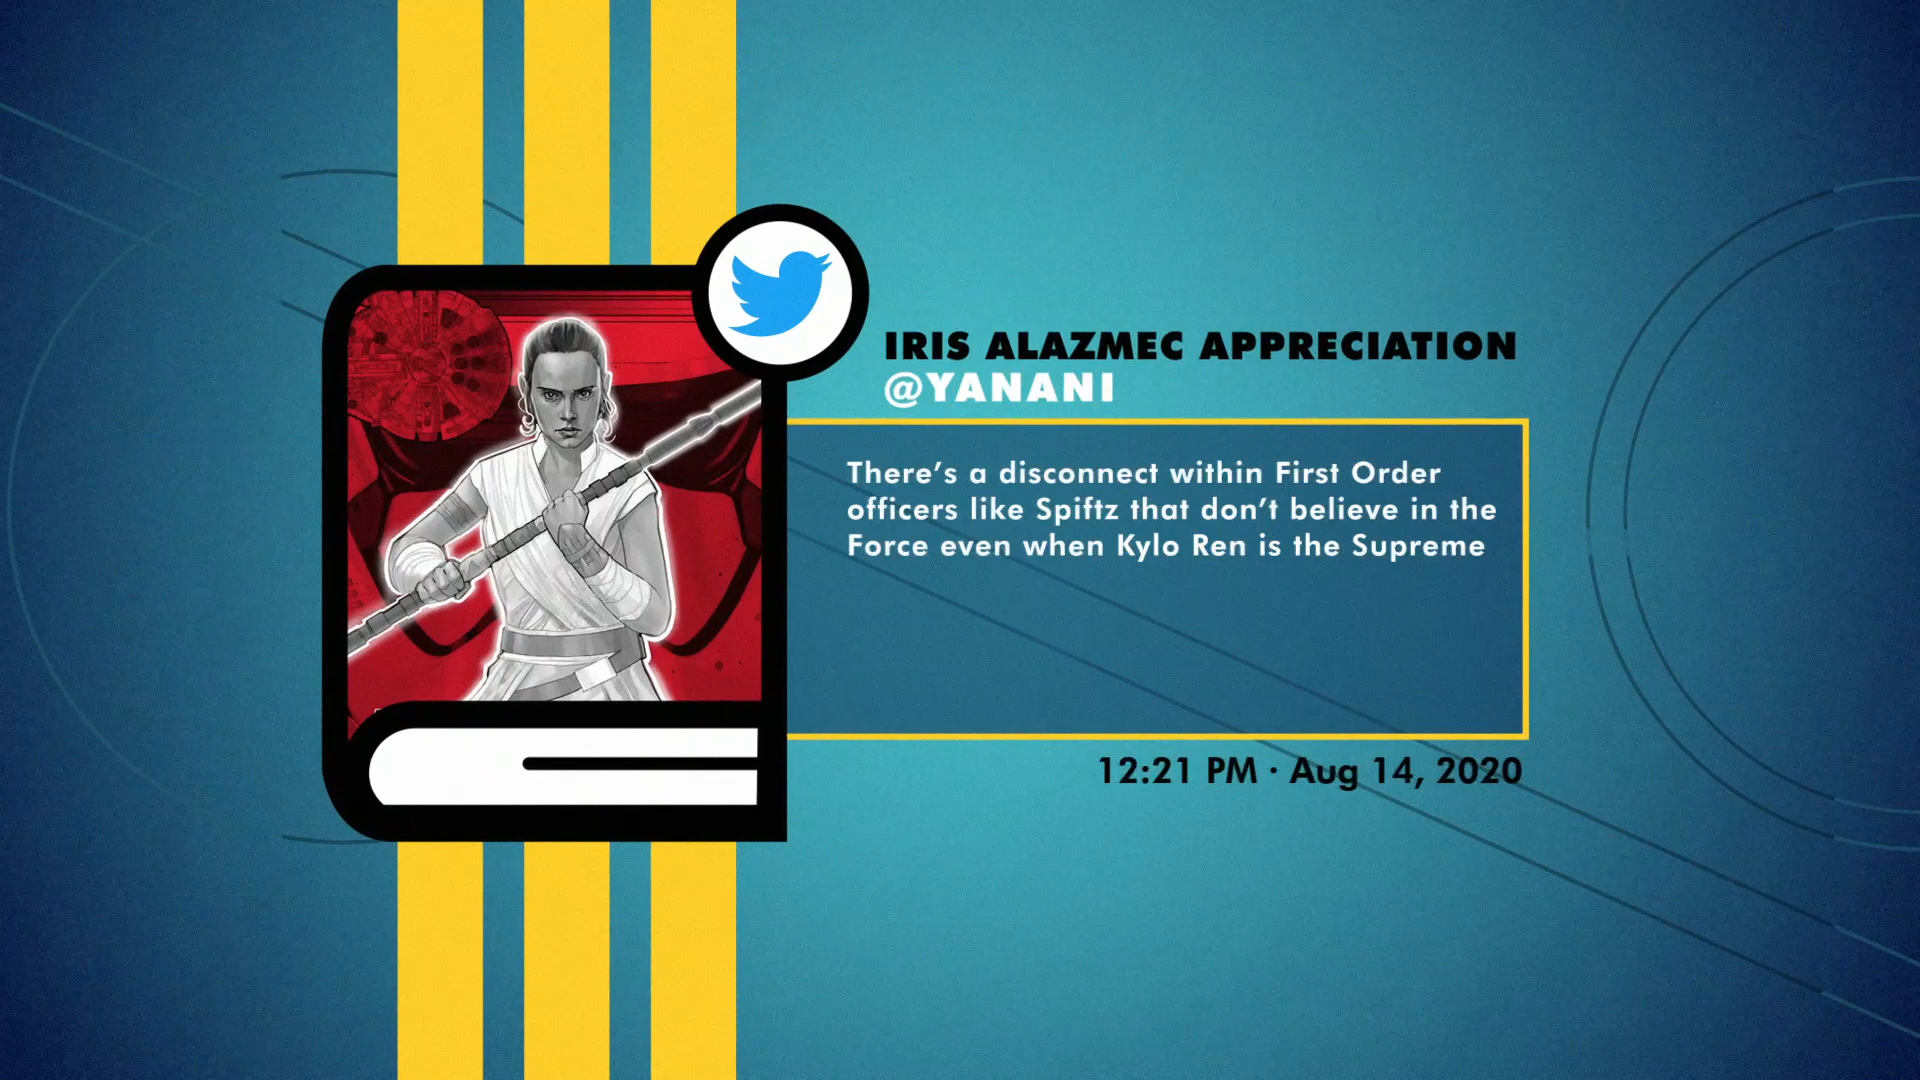 IRIS ALAZMEC APPRECIATION
@YANANI
There's a disconnect within First Order
officers like Spiftz that don't believe in the
Force even when Kylo Ren is the Supreme
12:21 PM · Aug 14, 2020